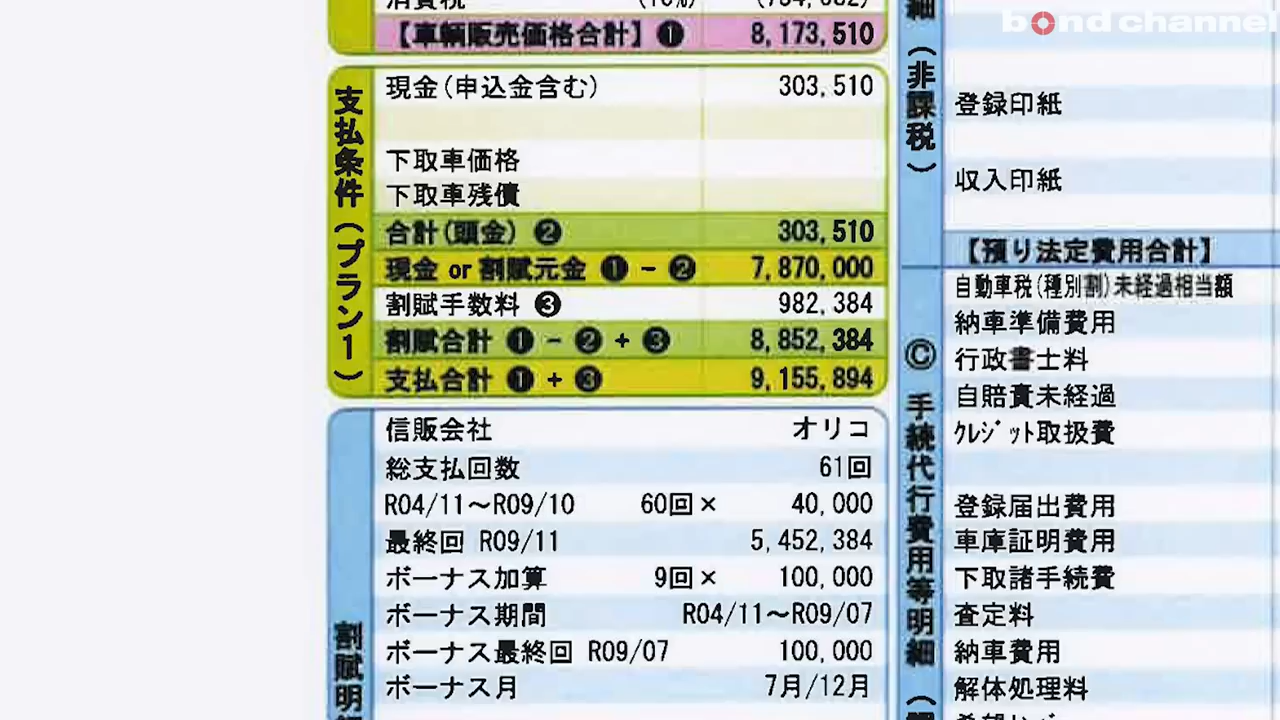 bond channel
消費税 (10%)
【車輌販売価格合計】❶ 8,173,510
支払条件(プラン1)
現金(申込金含む) 303,510
下取車価格
下取車残債
合計(頭金) ❷ 303,510
現金 or 割賦元金 ❶ - ❷ 7,870,000
割賦手数料 ❸ 982,384
割賦合計 ❶ - ❷ + ❸ 8,852,384
支払合計 ❶ + ❸ 9,155,894
割賦明
信販会社 オリコ
総支払回数 61回
R04/11~R09/10 60回× 40,000
最終回 R09/11 5,452,384
ボーナス加算 9回× 100,000
ボーナス期間 R04/11~R09/07
ボーナス最終回 R09/07 100,000
ボーナス月 7月/12月
細(非課税)
登録印紙
収入印紙
【預り法定費用合計】
Ⓒ 手続代行費用等明細(
自動車税(種別割)未経過相当額
納車準備費用
行政書士料
自賠責未経過
クレジット取扱費
登録届出費用
車庫証明費用
下取諸手続費
査定料
納車費用
解体処理料